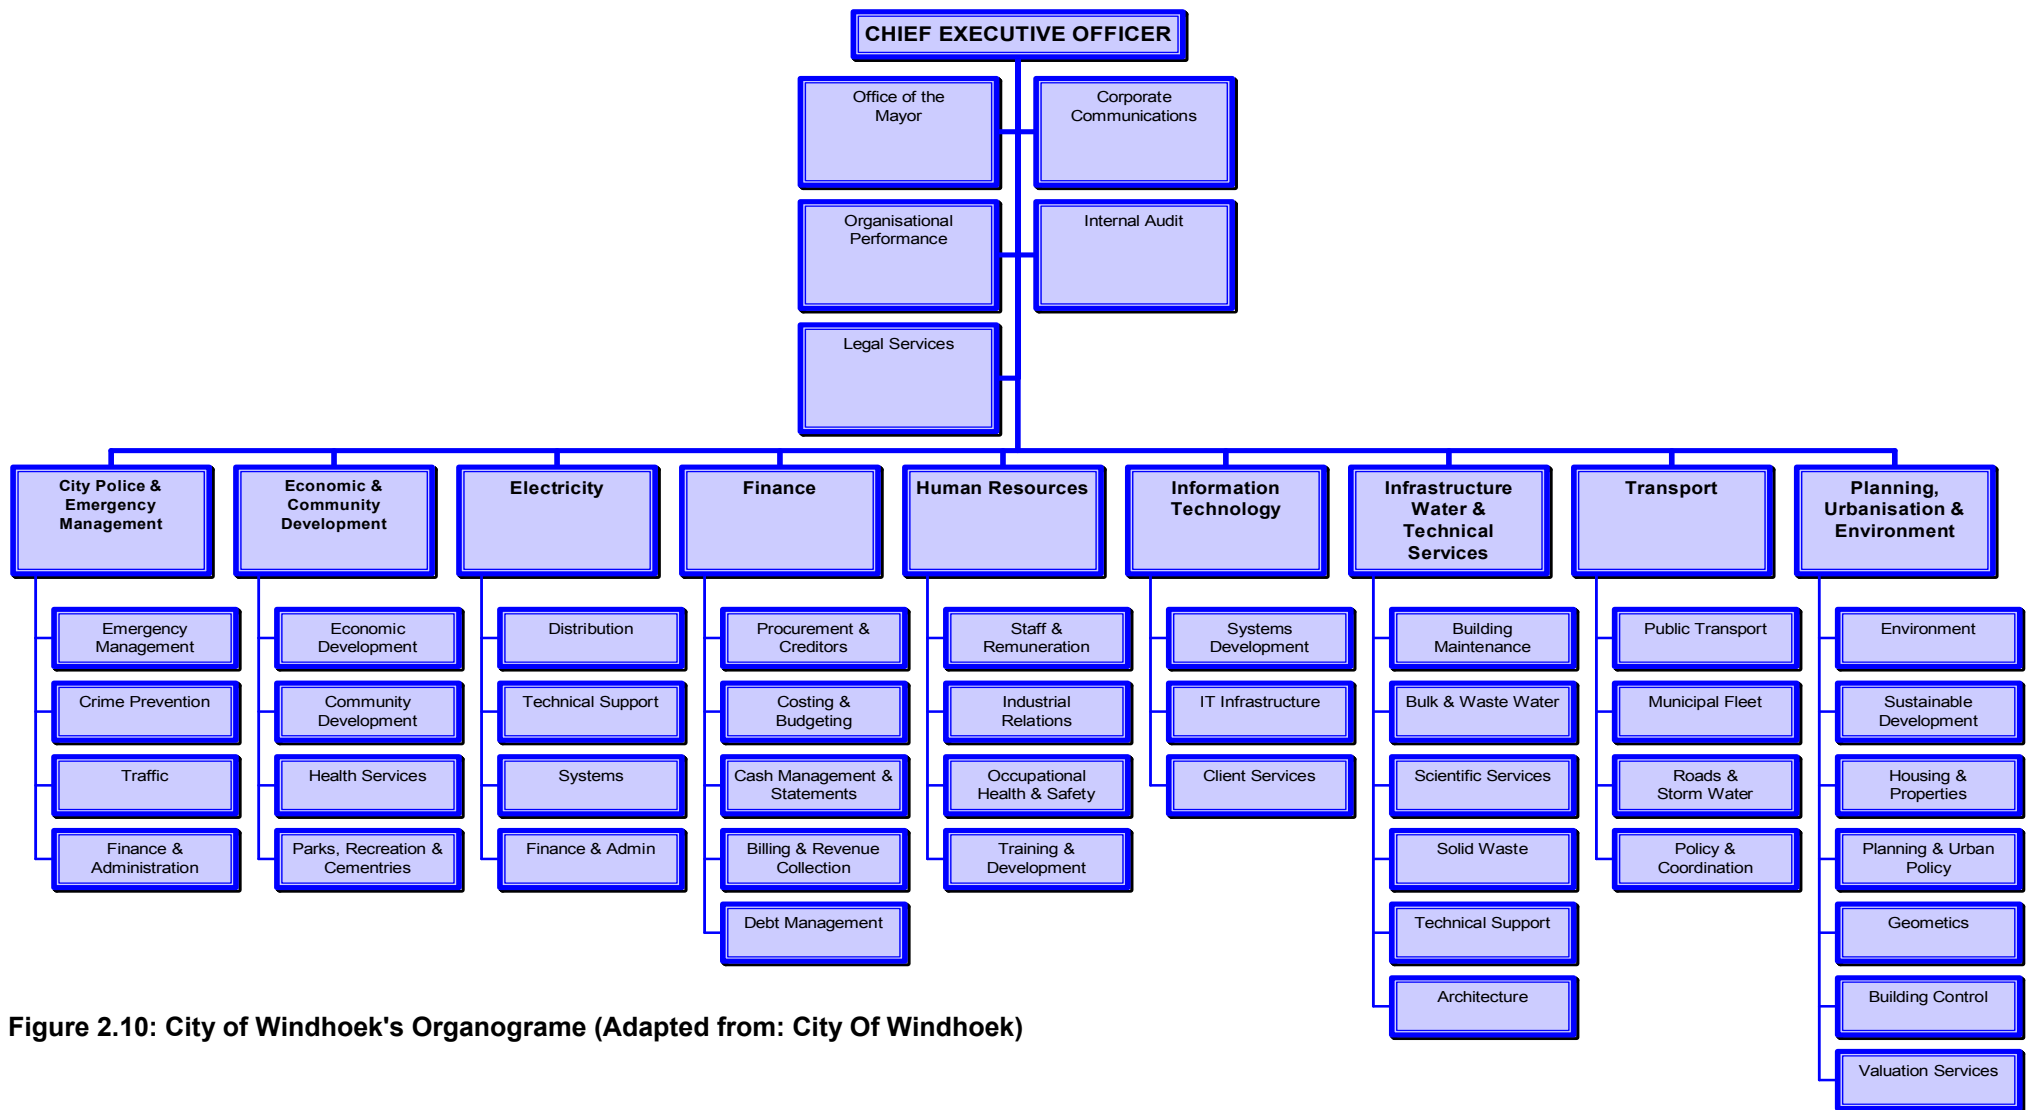 CHIEF EXECUTIVE OFFICER
Office of the
Mayor
Corporate
Communications
Organisational
Performance
Internal Audit
Legal Services
City Police &
Emergency
Management
Economic &
Community
Development
Electricity
Finance
Human Resources
Information
Technology
Infrastructure
Water &
Technical
Services
Transport
Planning,
Urbanisation &
Environment
Emergency
Management
Crime Prevention
Traffic
Finance &
Administration
Economic
Development
Community
Development
Health Services
Parks, Recreation &
Cementries
Distribution
Technical Support
Systems
Finance & Admin
Procurement &
Creditors
Costing &
Budgeting
Cash Management &
Statements
Billing & Revenue
Collection
Debt Management
Staff &
Remuneration
Industrial
Relations
Occupational
Health & Safety
Training &
Development
Systems
Development
IT Infrastructure
Client Services
Building
Maintenance
Bulk & Waste Water
Scientific Services
Solid Waste
Technical Support
Architecture
Public Transport
Municipal Fleet
Roads &
Storm Water
Policy &
Coordination
Environment
Sustainable
Development
Housing &
Properties
Planning & Urban
Policy
Geometics
Building Control
Valuation Services
Figure 2.10: City of Windhoek's Organograme (Adapted from: City Of Windhoek)